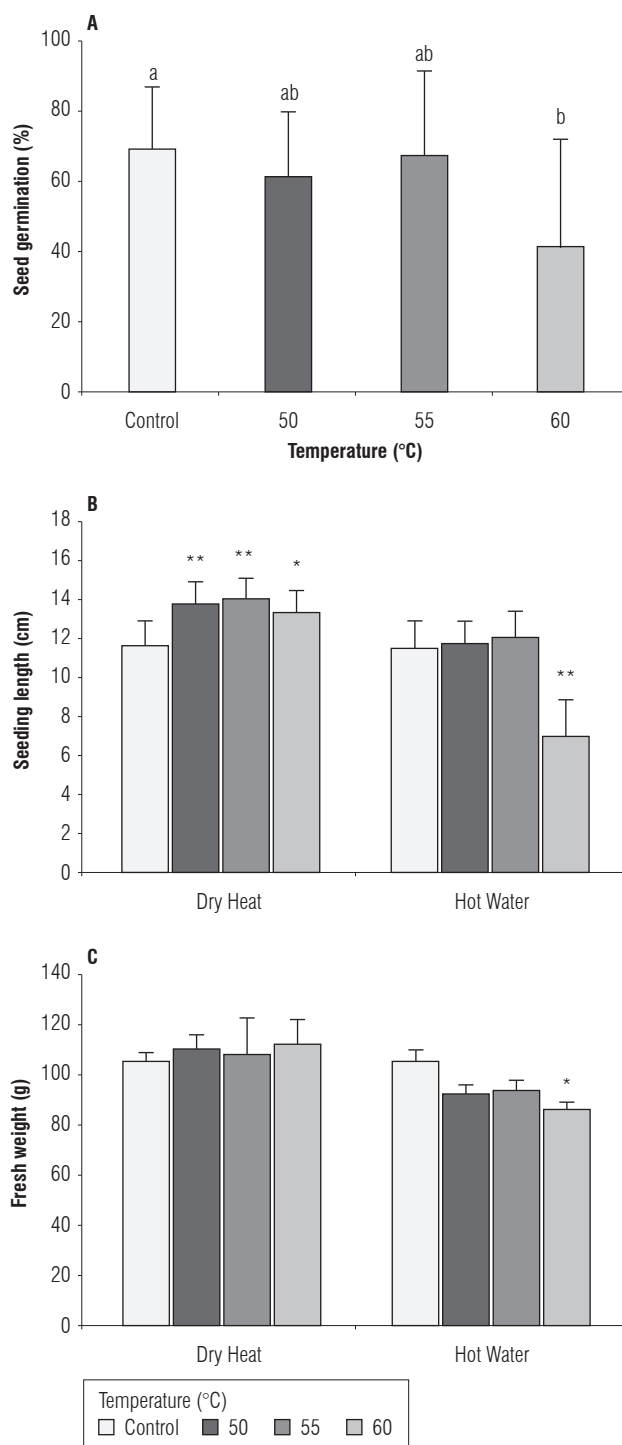 A
100
80
60
40
20
0
Seed germination (%)
a
ab
ab
b
Control 50 55 60
Temperature (°C)
B
18
16
14
12
10
8
6
4
2
0
Seeding length (cm)
** ** *
**
Dry Heat Hot Water
C
140
120
100
80
60
40
20
0
Fresh weight (g)
*
Dry Heat Hot Water
Temperature (°C)
Control 50 55 60